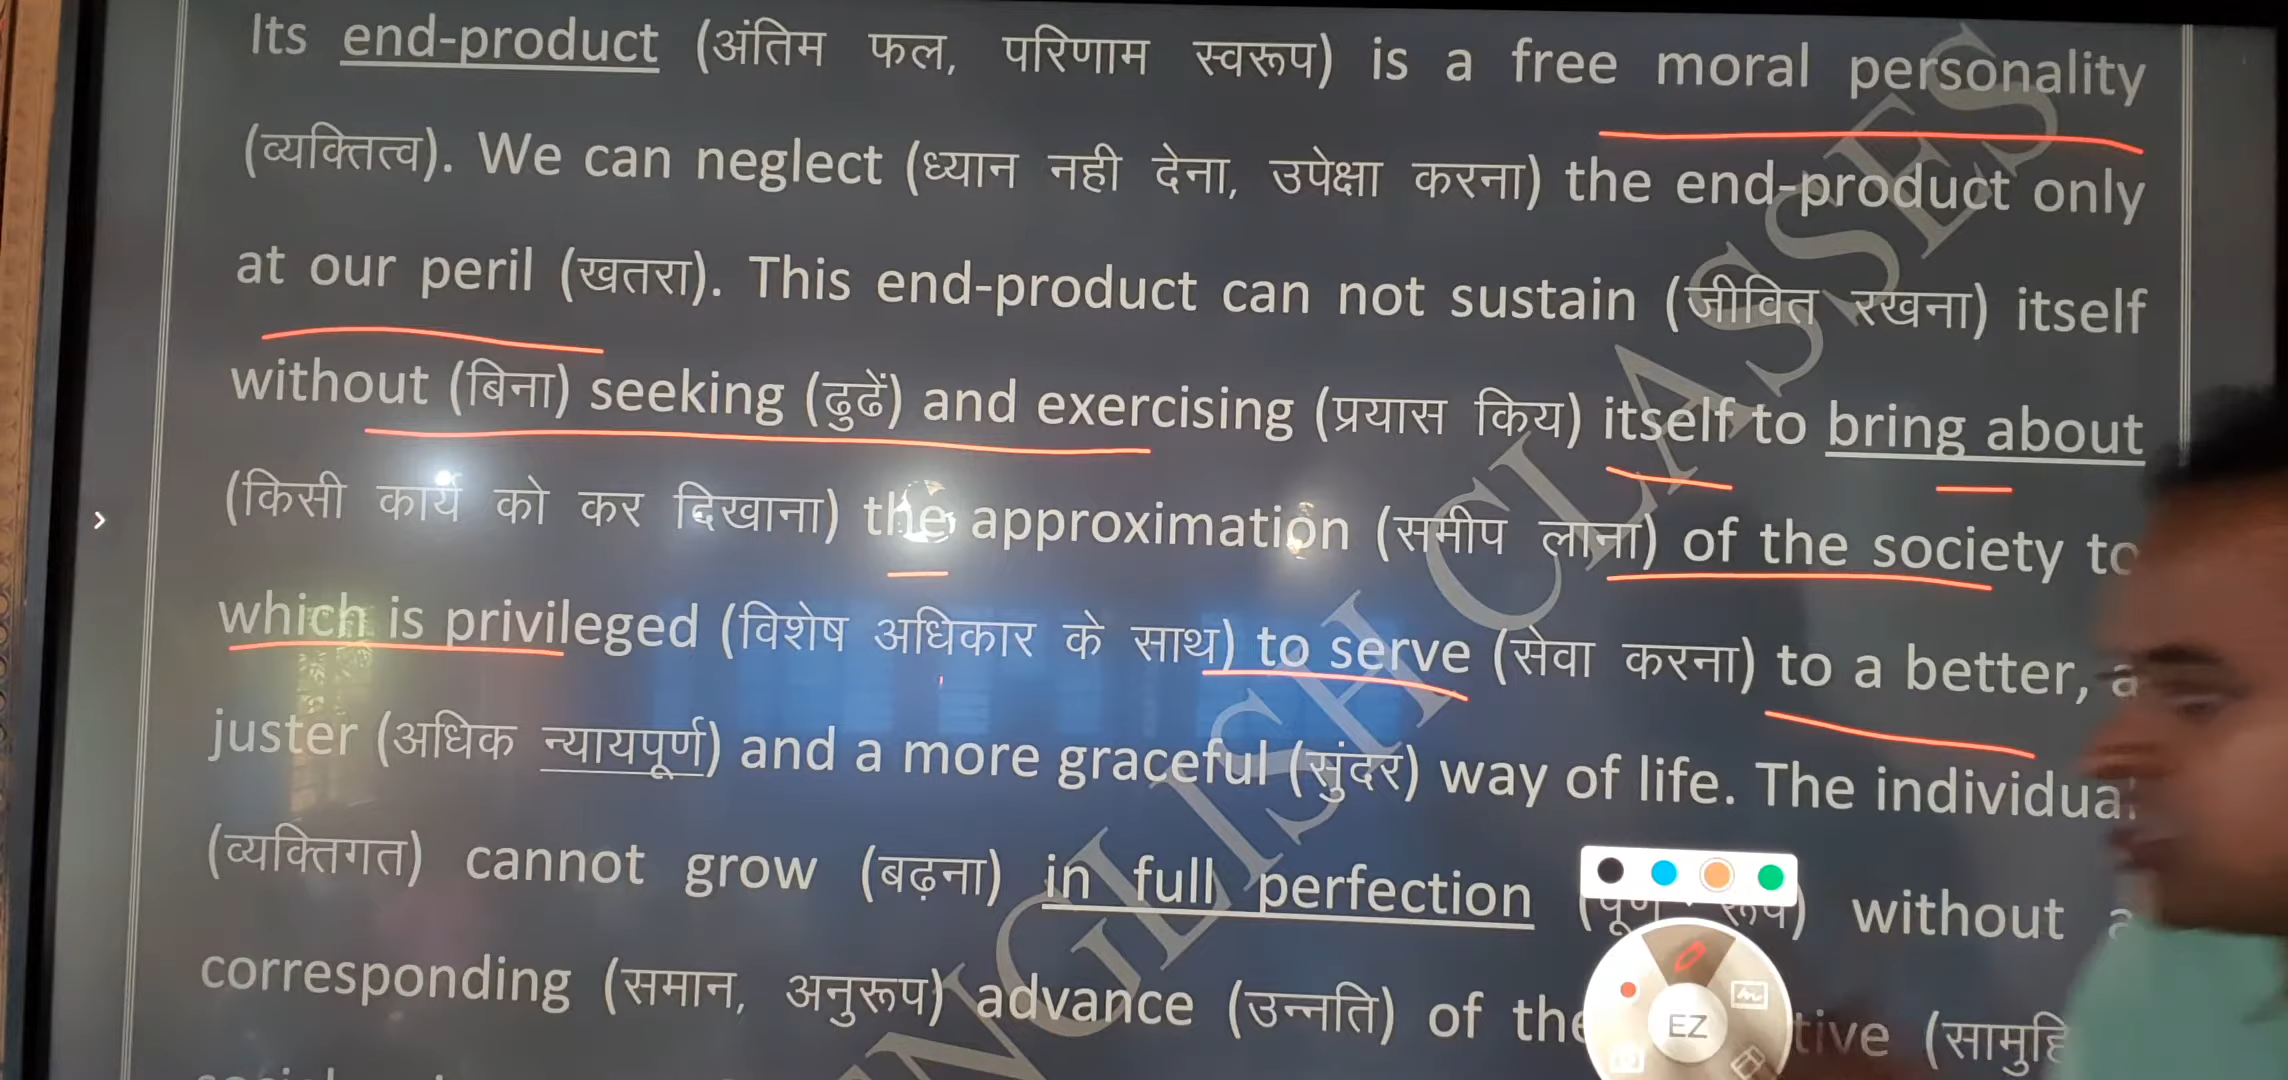 Its end-product (अंतिम फल, परिणाम स्वरूप) is a free moral personality
(व्यक्तित्व). We can neglect (ध्यान नही देना, उपेक्षा करना) the end-product only
at our peril (खतरा). This end-product can not sustain (जीवित रखना) itself
without (बिना) seeking (ढुढें) and exercising (प्रयास किय) itself to bring about
(किसी कार्य को कर दिखाना) the approximation (समीप लाना) of the society to
which is privileged (विशेष अधिकार के साथ) to serve (सेवा करना) to a better, a
juster (अधिक न्यायपूर्ण) and a more graceful (सुंदर) way of life. The individual
(व्यक्तिगत) cannot grow (बढ़ना) in full perfection (पूर्ण रूप) without a
corresponding (समान, अनुरूप) advance (उन्नति) of the
ENGLISH CLASSES
EZ